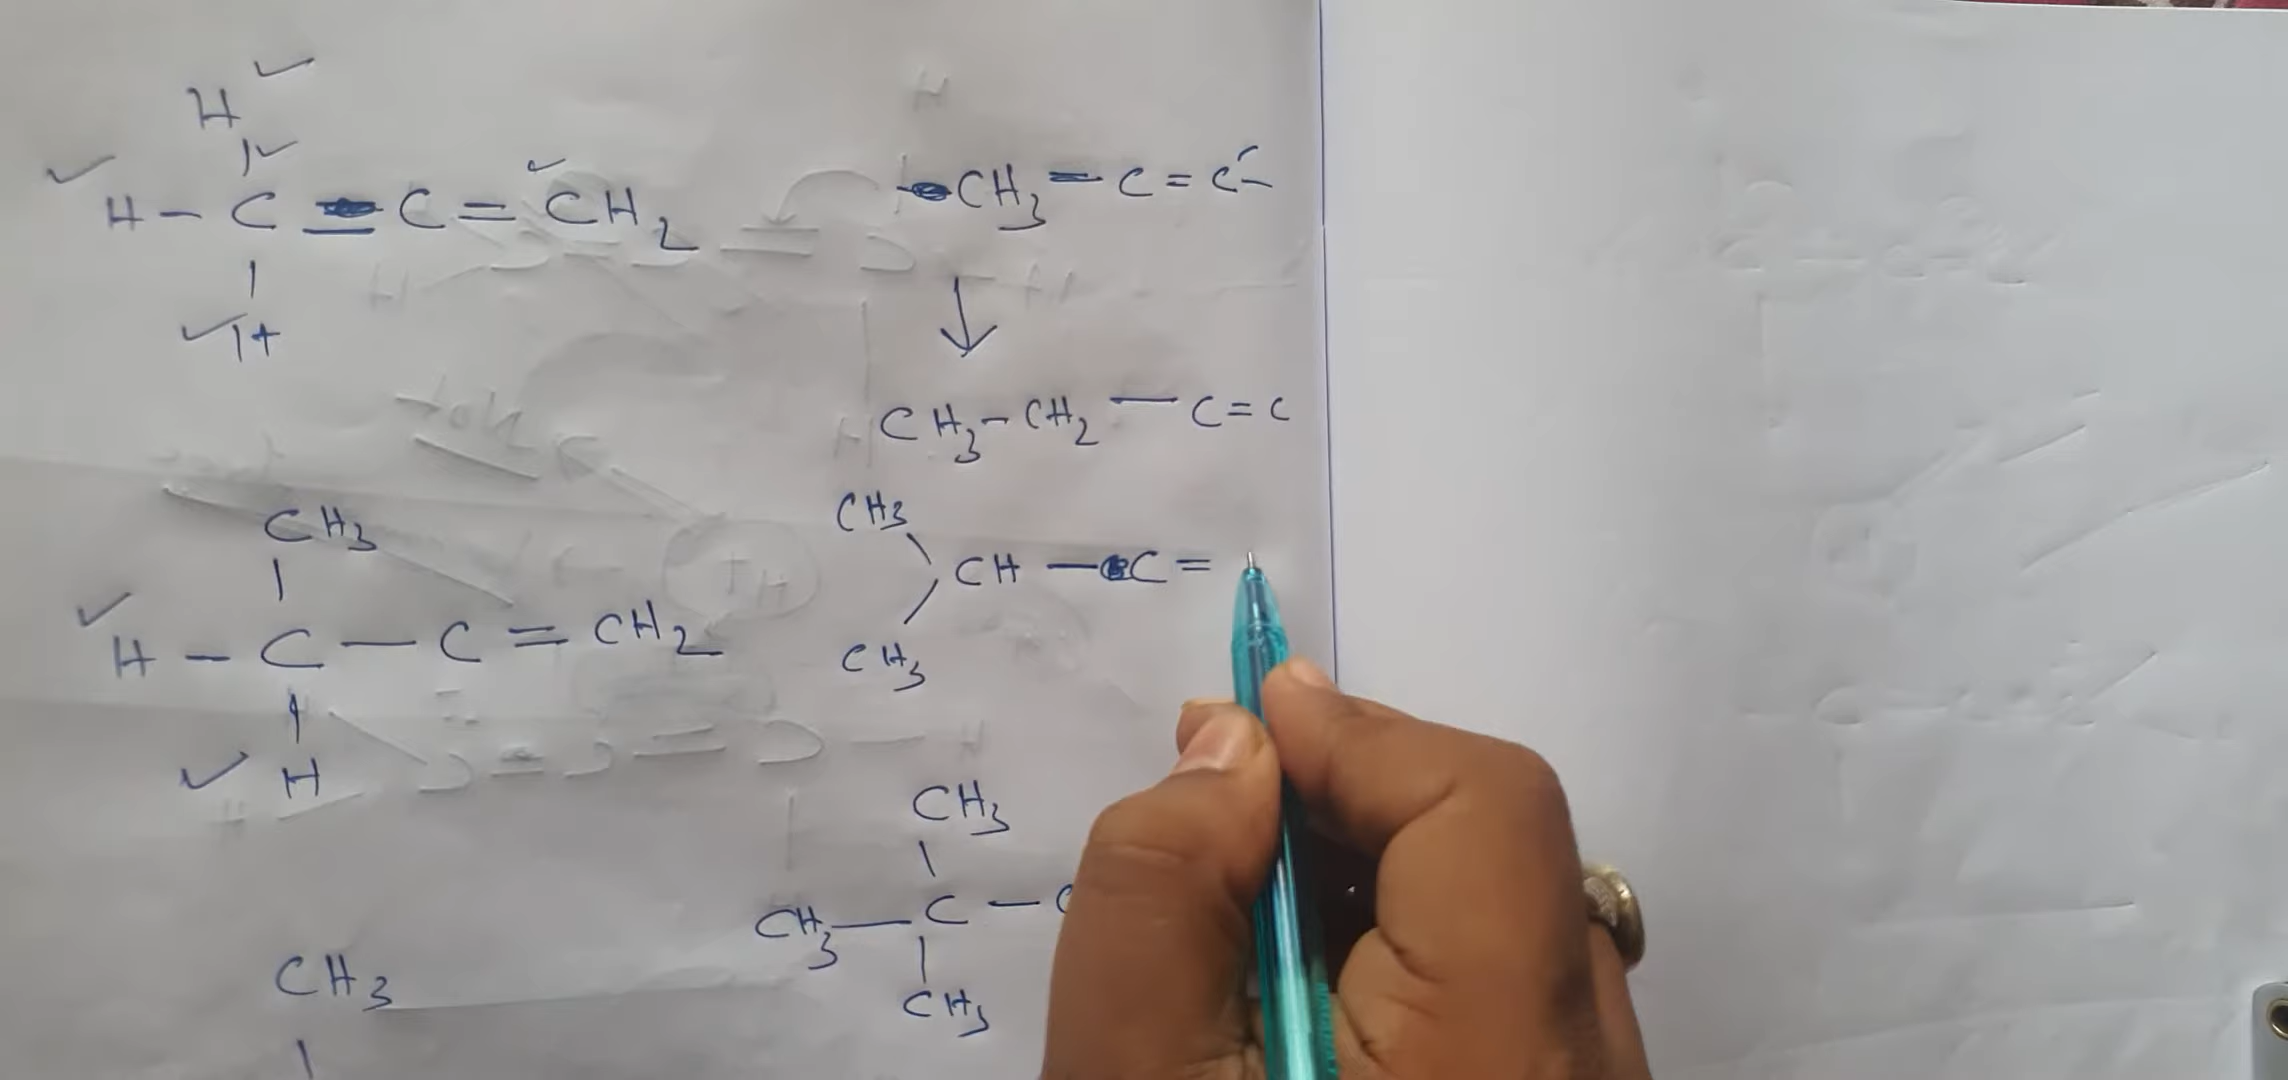 H
H - C = C = CH2
H
CH3 - C = C
CH3 - CH2 - C = C
CH3
CH - C =
CH3
CH3
H - C - C = CH2
H
CH3
CH3 - C - C
CH3
CH3